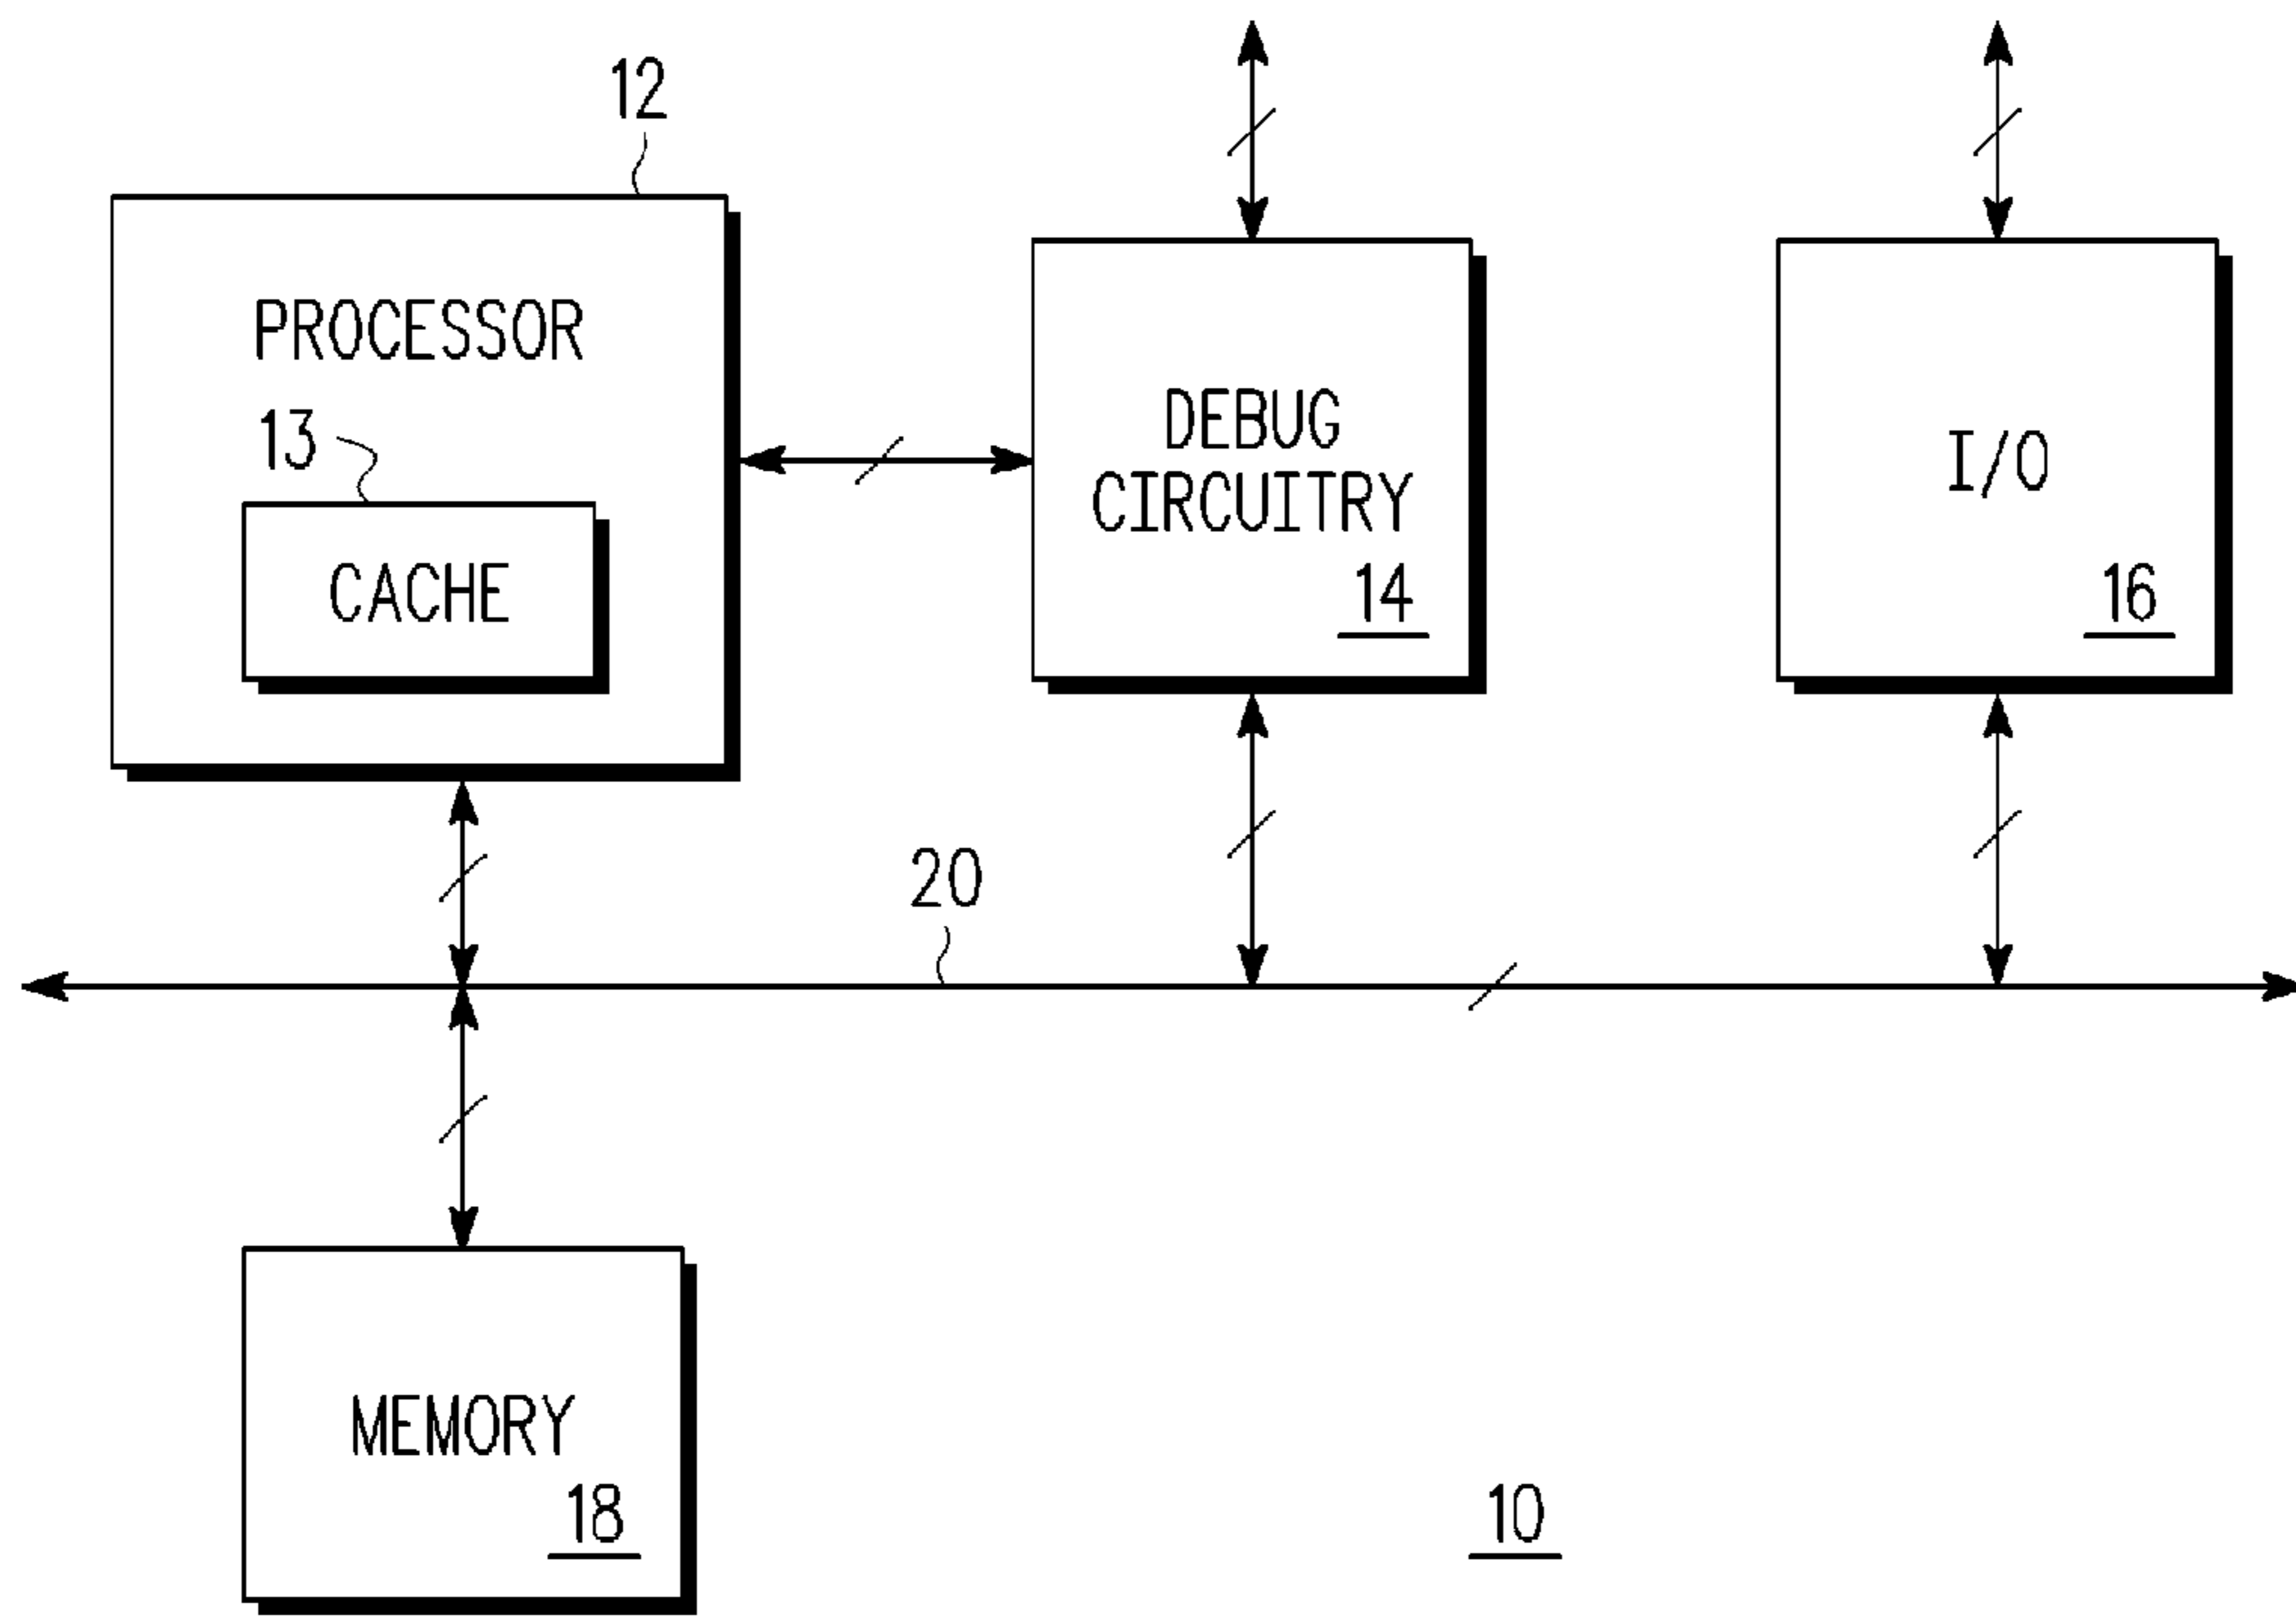 12
PROCESSOR
13
CACHE
DEBUG
CIRCUITRY
14
I/O
16
20
MEMORY
18
10